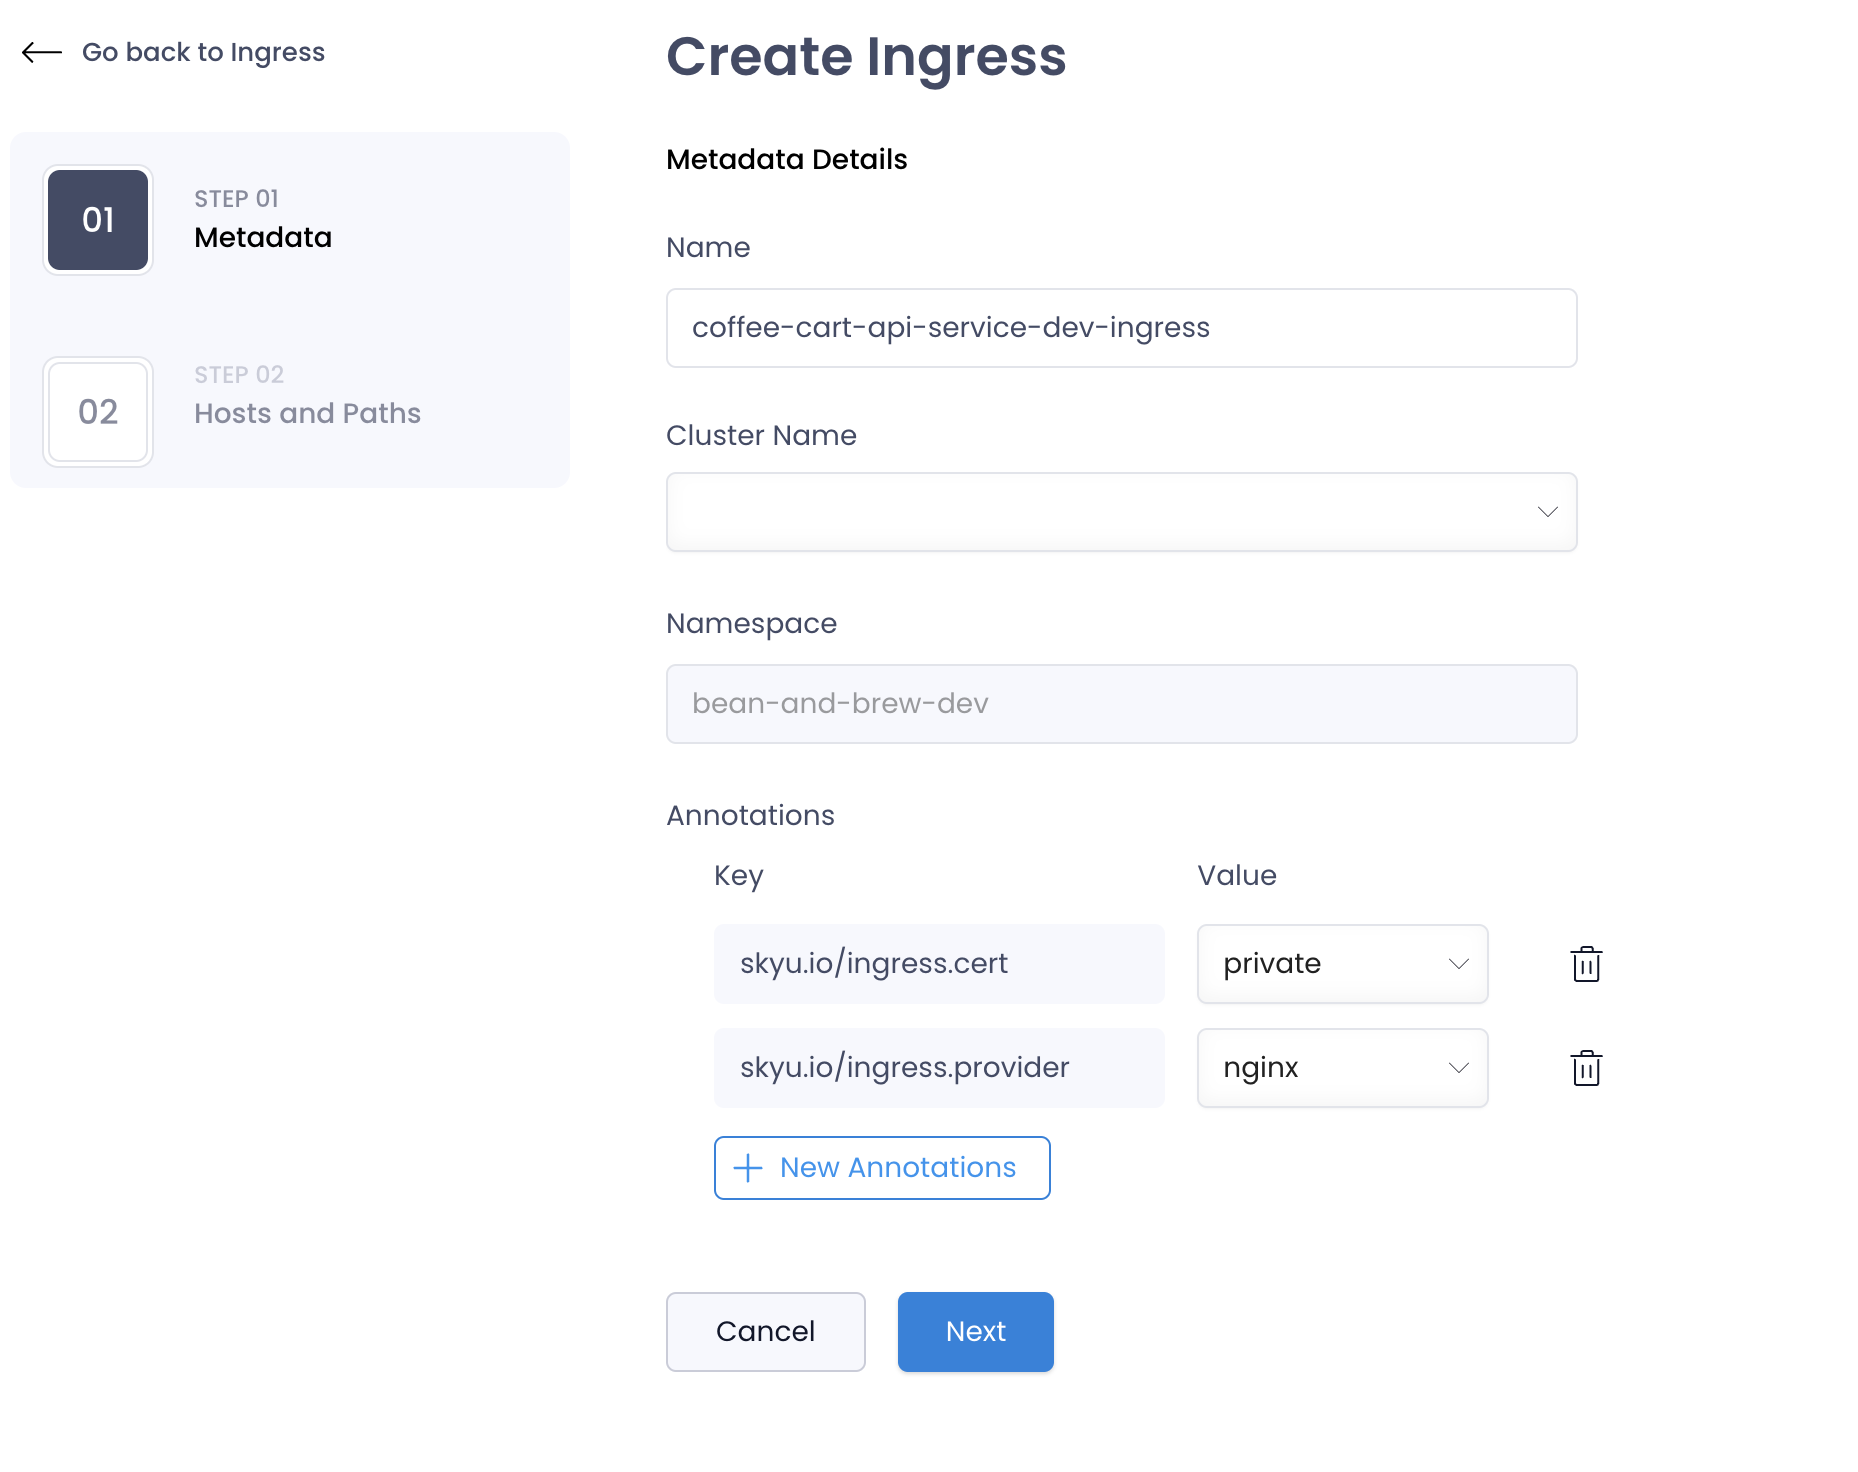 Go back to Ingress
Create Ingress
01
STEP 01
Metadata
02
STEP 02
Hosts and Paths
Metadata Details
Name
coffee-cart-api-service-dev-ingress
Cluster Name
Namespace
bean-and-brew-dev
Annotations
Key Value
skyu.io/ingress.cert private
skyu.io/ingress.provider nginx
New Annotations
Cancel Next